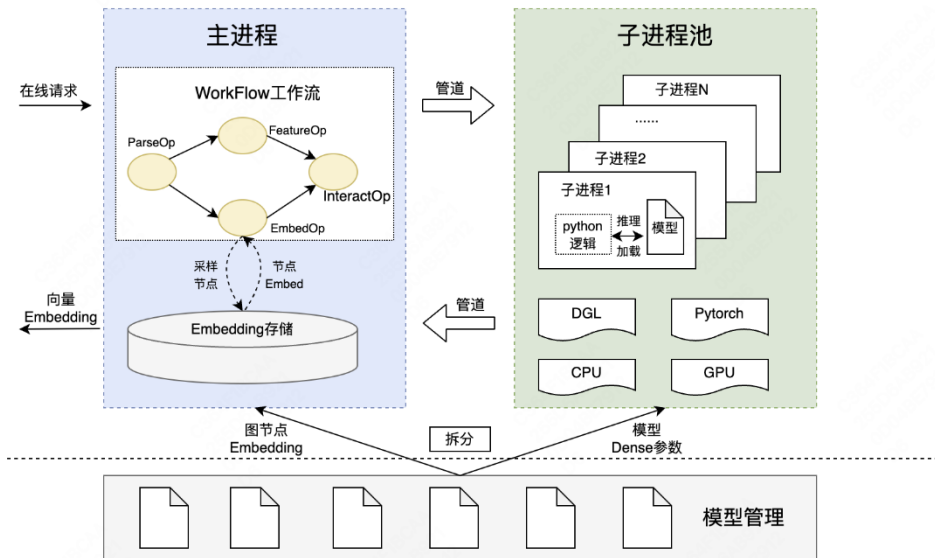 主进程
子进程池
在线请求
WorkFlow工作流
ParseOp
FeatureOp
InteractOp
EmbedOp
采样
节点
节点
Embed
向量
Embedding
Embedding存储
管道
管道
子进程N
......
子进程2
子进程1
python
逻辑
推理
加载
模型
DGL
Pytorch
CPU
GPU
图节点
Embedding
拆分
模型
Dense参数
模型管理